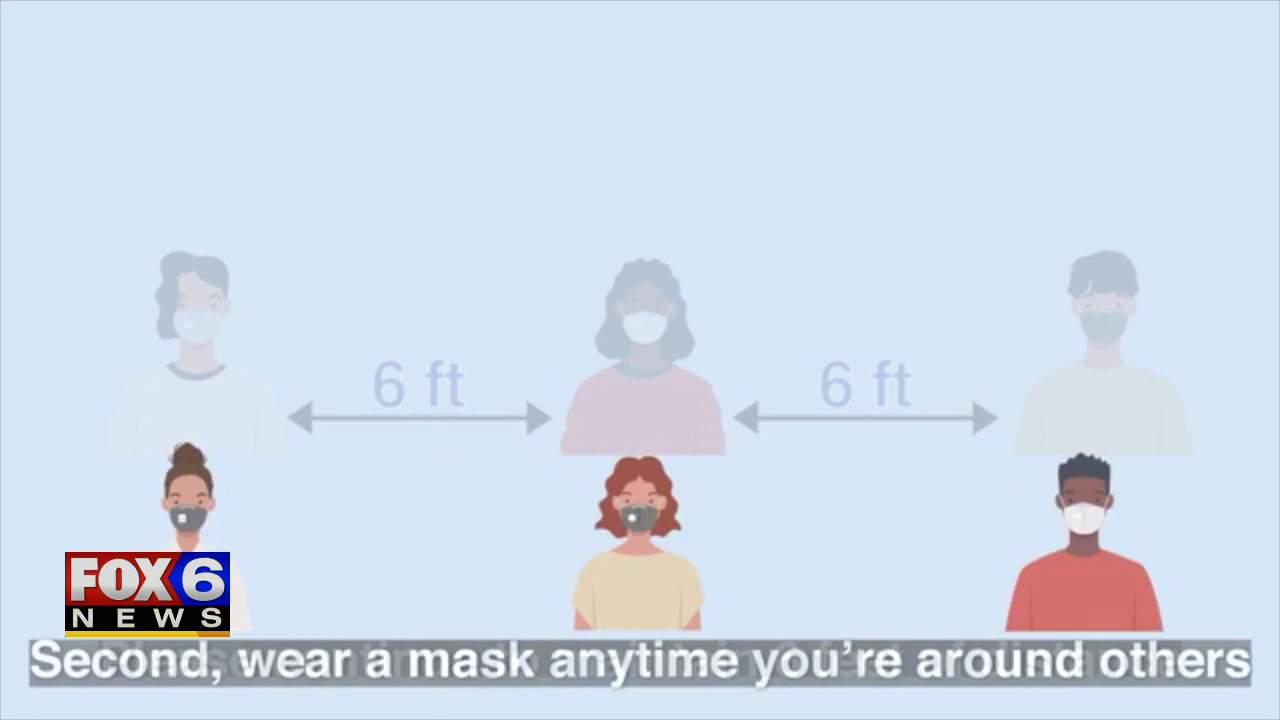 6 ft
6 ft
FOX 6
NEWS
Second, wear a mask anytime you're around others